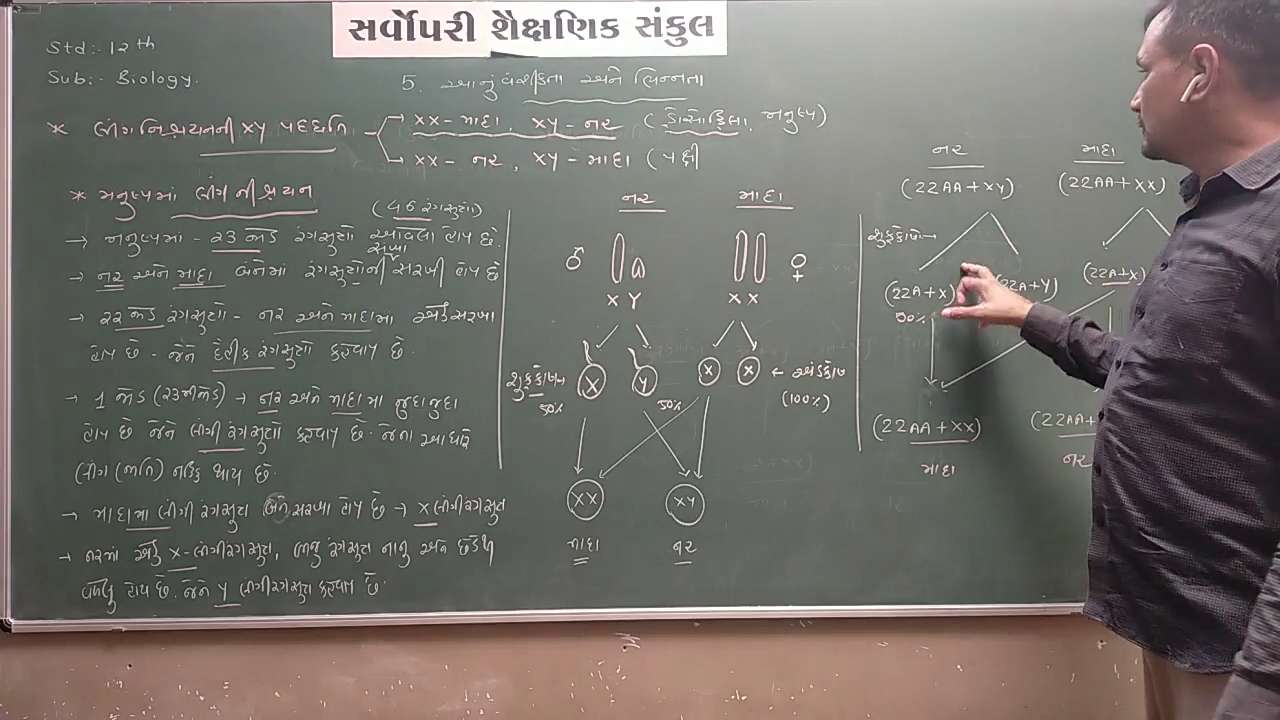 સર્વોપરી શૈક્ષણિક સંકુલ
Std:- 12th
Sub:- Biology.
5. આનુવંશિકતા અને ભિન્નતા
* લીંગનિશ્ચયનની XY પધ્ધતિ
XX - માદા, XY - નર (ડ્રોસોફિલા, મનુષ્ય)
XX - નર, XY - માદા (પક્ષી
* મનુષ્યમાં લીંગ નીશ્ચયન
(46 રંગસુત્રો)
→ મનુષ્યમાં - 23 જોડ રંગસુત્રો આવેલા હોય છે.
સંખ્યા
→ નર અને માદા બંનેમાં રંગસુત્રોની સરખી હોય છે
→ 22 જોડ રંગસુત્રો - નર અને માદામાં એકસરખા
હોય છે - જેને દૈહીક રંગસુત્રો કહેવાય છે.
→ 1 જોડ (23મી જોડ) → નર અને માદામા જુદાજુદા
હોય છે જેને લીંગી રંગસુત્રો કહેવાય છે. જેના આધારે
લીંગ (જાતિ) નક્કિ થાય છે.
→ માદામા લીંગી રંગસુત્ર બંને સરખા હોય છે → X લીંગીરંગસુત્ર
→ નરમાં એક X-લીંગીરંગસુત્ર, બીજુ રંગસુત્ર નાનુ અને છેડેથી
વળેલુ હોય છે. જેને Y લીંગીરંગસુત્ર કહેવાય છે.
નર માદા
♂ ♀
X Y X X
શુક્રકોષ→ X Y X X ← અંડકોષ
50% 50% (100%)
XX XY
માદા નર
નર માદા
(22AA+XY) (22AA+XX)
શુક્રકોષ→
(22A+X) (22A+Y) (22A+X)
50%
(22AA+XX) (22AA+
માદા નર